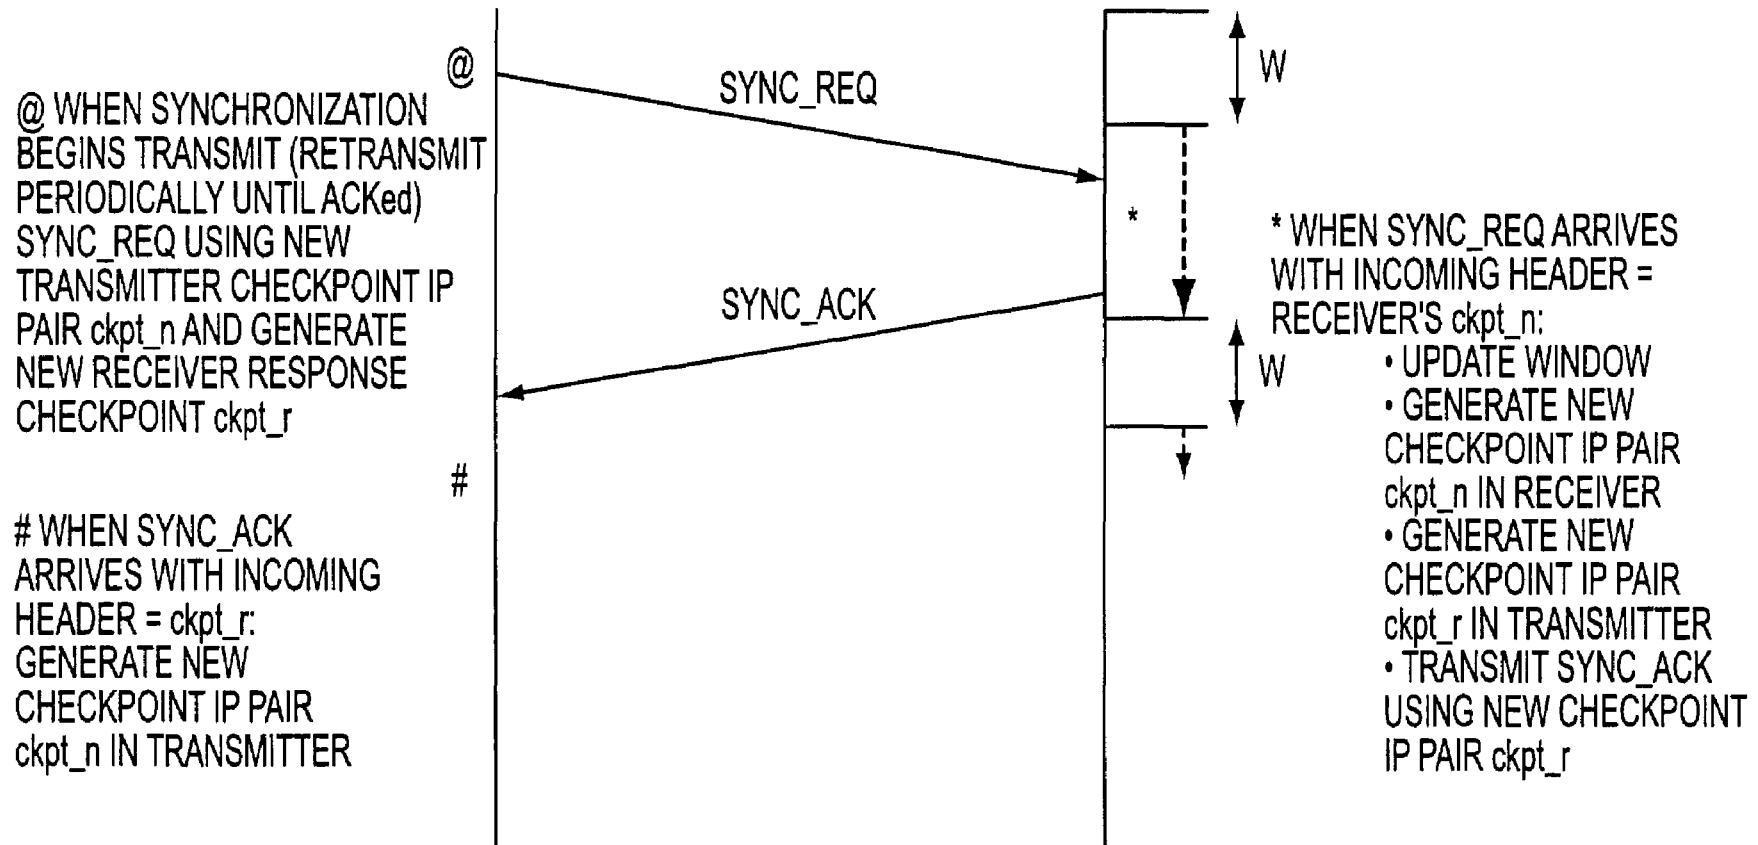 @
@ WHEN SYNCHRONIZATION
BEGINS TRANSMIT (RETRANSMIT
PERIODICALLY UNTIL ACKed)
SYNC_REQ USING NEW
TRANSMITTER CHECKPOINT IP
PAIR ckpt_n AND GENERATE
NEW RECEIVER RESPONSE
CHECKPOINT ckpt_r
#
# WHEN SYNC_ACK
ARRIVES WITH INCOMING
HEADER = ckpt_r:
GENERATE NEW
CHECKPOINT IP PAIR
ckpt_n IN TRANSMITTER
SYNC_REQ
SYNC_ACK
W
*
W
* WHEN SYNC_REQ ARRIVES
WITH INCOMING HEADER =
RECEIVER'S ckpt_n:
• UPDATE WINDOW
• GENERATE NEW
CHECKPOINT IP PAIR
ckpt_n IN RECEIVER
• GENERATE NEW
CHECKPOINT IP PAIR
ckpt_r IN TRANSMITTER
• TRANSMIT SYNC_ACK
USING NEW CHECKPOINT
IP PAIR ckpt_r